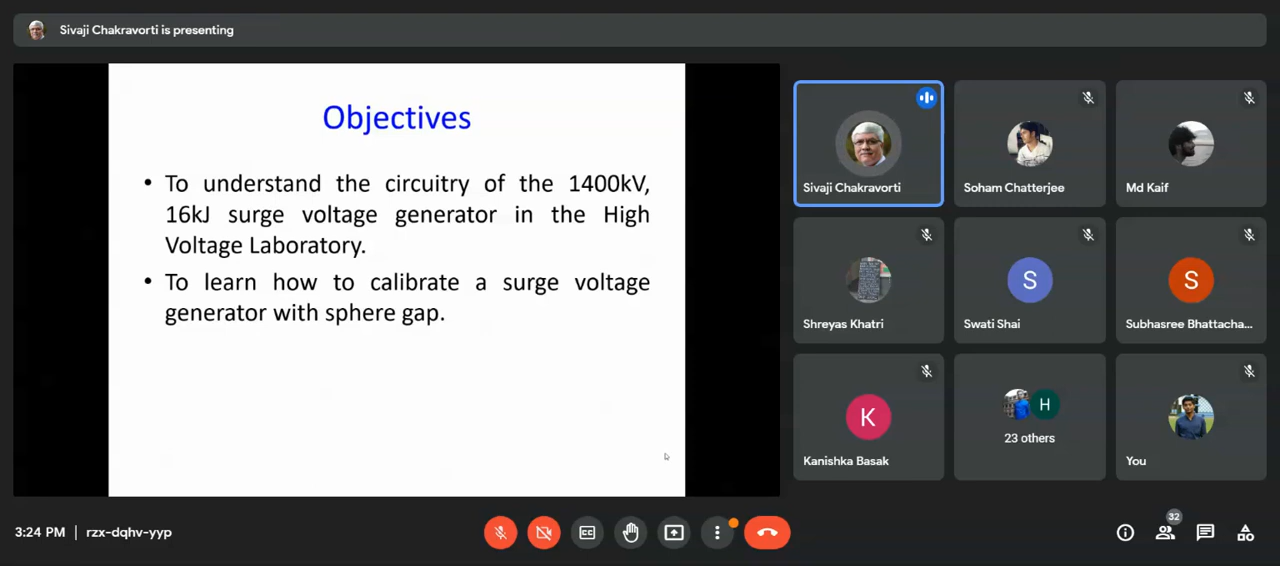 Sivaji Chakravorti is presenting
Objectives
• To understand the circuitry of the 1400kV,
16kJ surge voltage generator in the High
Voltage Laboratory.
• To learn how to calibrate a surge voltage
generator with sphere gap.
Sivaji Chakravorti
Soham Chatterjee
Md Kaif
Shreyas Khatri
S
Swati Shai
S
Subhasree Bhattacha...
K
Kanishka Basak
H
23 others
You
3:24 PM | rzx-dqhv-yyp
CC
32